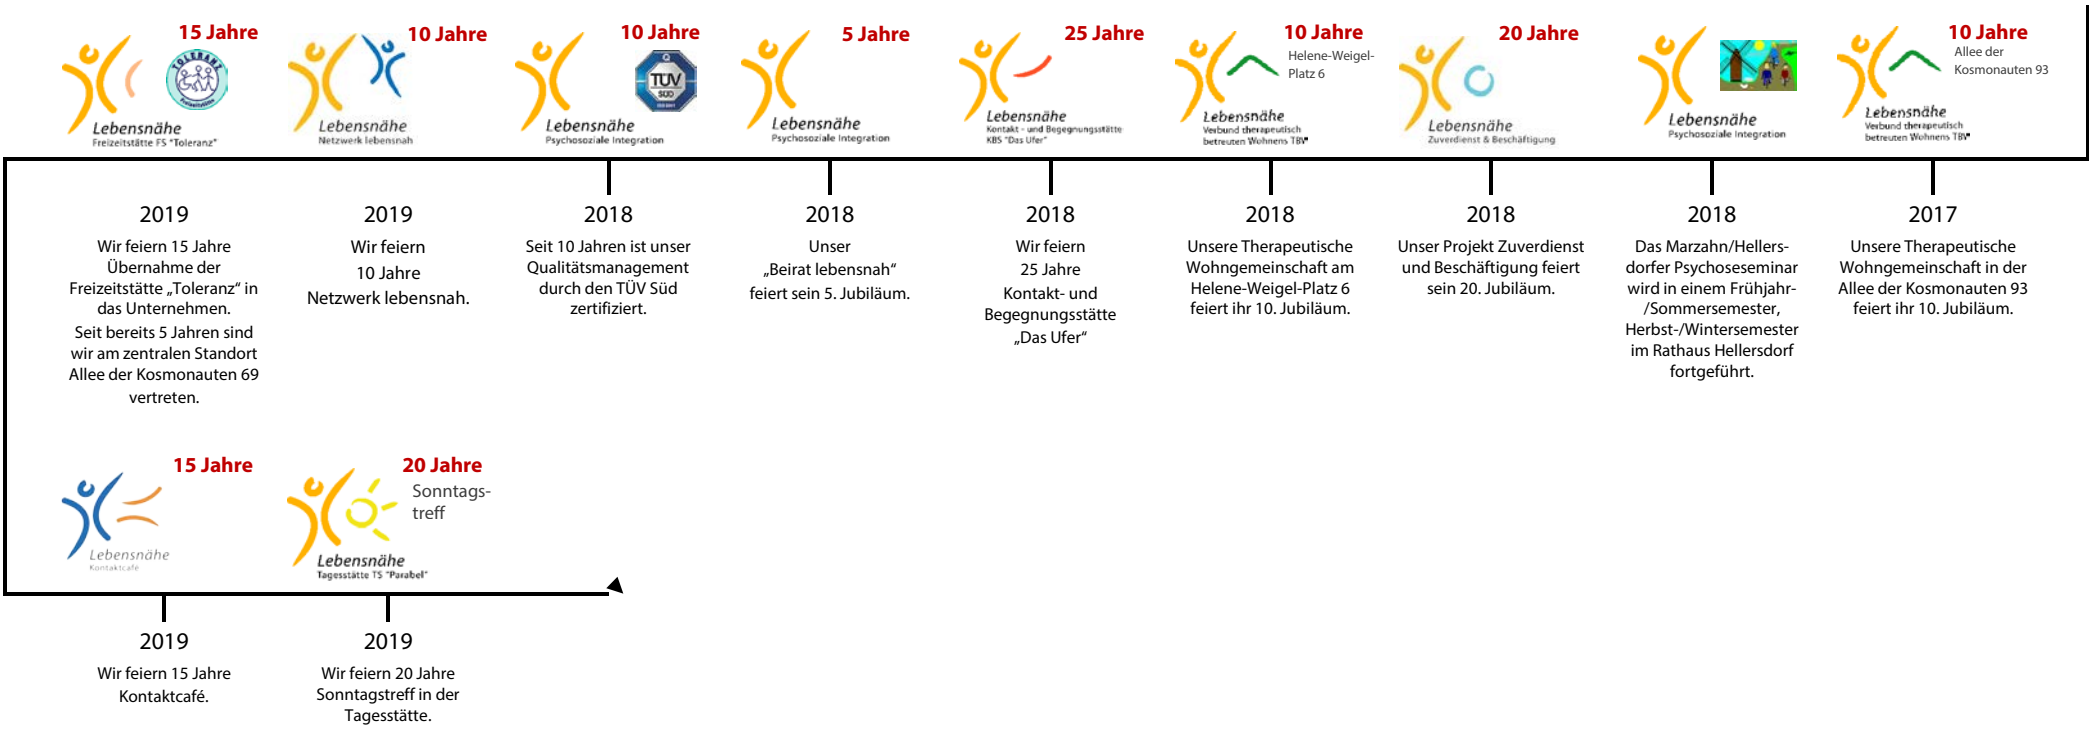 15 Jahre
TOLERANZ
Freizeitstätte
Lebensnähe
Freizeitstätte FS "Toleranz"
2019
Wir feiern 15 Jahre
Übernahme der
Freizeitstätte „Toleranz“ in
das Unternehmen.
Seit bereits 5 Jahren sind
wir am zentralen Standort
Allee der Kosmonauten 69
vertreten.
10 Jahre
Lebensnähe
Netzwerk lebensnah
2019
Wir feiern
10 Jahre
Netzwerk lebensnah.
10 Jahre
TÜV
SÜD
Lebensnähe
Psychosoziale Integration
2018
Seit 10 Jahren ist unser
Qualitätsmanagement
durch den TÜV Süd
zertifiziert.
5 Jahre
Lebensnähe
Psychosoziale Integration
2018
Unser
„Beirat lebensnah“
feiert sein 5. Jubiläum.
25 Jahre
Lebensnähe
Kontakt- und Begegnungsstätte
KBS "Das Ufer"
2018
Wir feiern
25 Jahre
Kontakt- und
Begegnungsstätte
„Das Ufer“
10 Jahre
Helene-Weigel-
Platz 6
Lebensnähe
Verbund therapeutisch
betreuten Wohnens TBW
2018
Unsere Therapeutische
Wohngemeinschaft am
Helene-Weigel-Platz 6
feiert ihr 10. Jubiläum.
20 Jahre
Lebensnähe
Zuverdienst & Beschäftigung
2018
Unser Projekt Zuverdienst
und Beschäftigung feiert
sein 20. Jubiläum.
Lebensnähe
Psychosoziale Integration
2018
Das Marzahn/Hellers-
dorfer Psychoseseminar
wird in einem Frühjahr-
/Sommersemester,
Herbst-/Wintersemester
im Rathaus Hellersdorf
fortgeführt.
10 Jahre
Allee der
Kosmonauten 93
Lebensnähe
Verbund therapeutisch
betreuten Wohnens TBW
2017
Unsere Therapeutische
Wohngemeinschaft in der
Allee der Kosmonauten 93
feiert ihr 10. Jubiläum.
15 Jahre
Lebensnähe
Kontaktcafé
2019
Wir feiern 15 Jahre
Kontaktcafé.
20 Jahre
Sonntags-
treff
Lebensnähe
Tagesstätte TS "Parabel"
2019
Wir feiern 20 Jahre
Sonntagstreff in der
Tagesstätte.